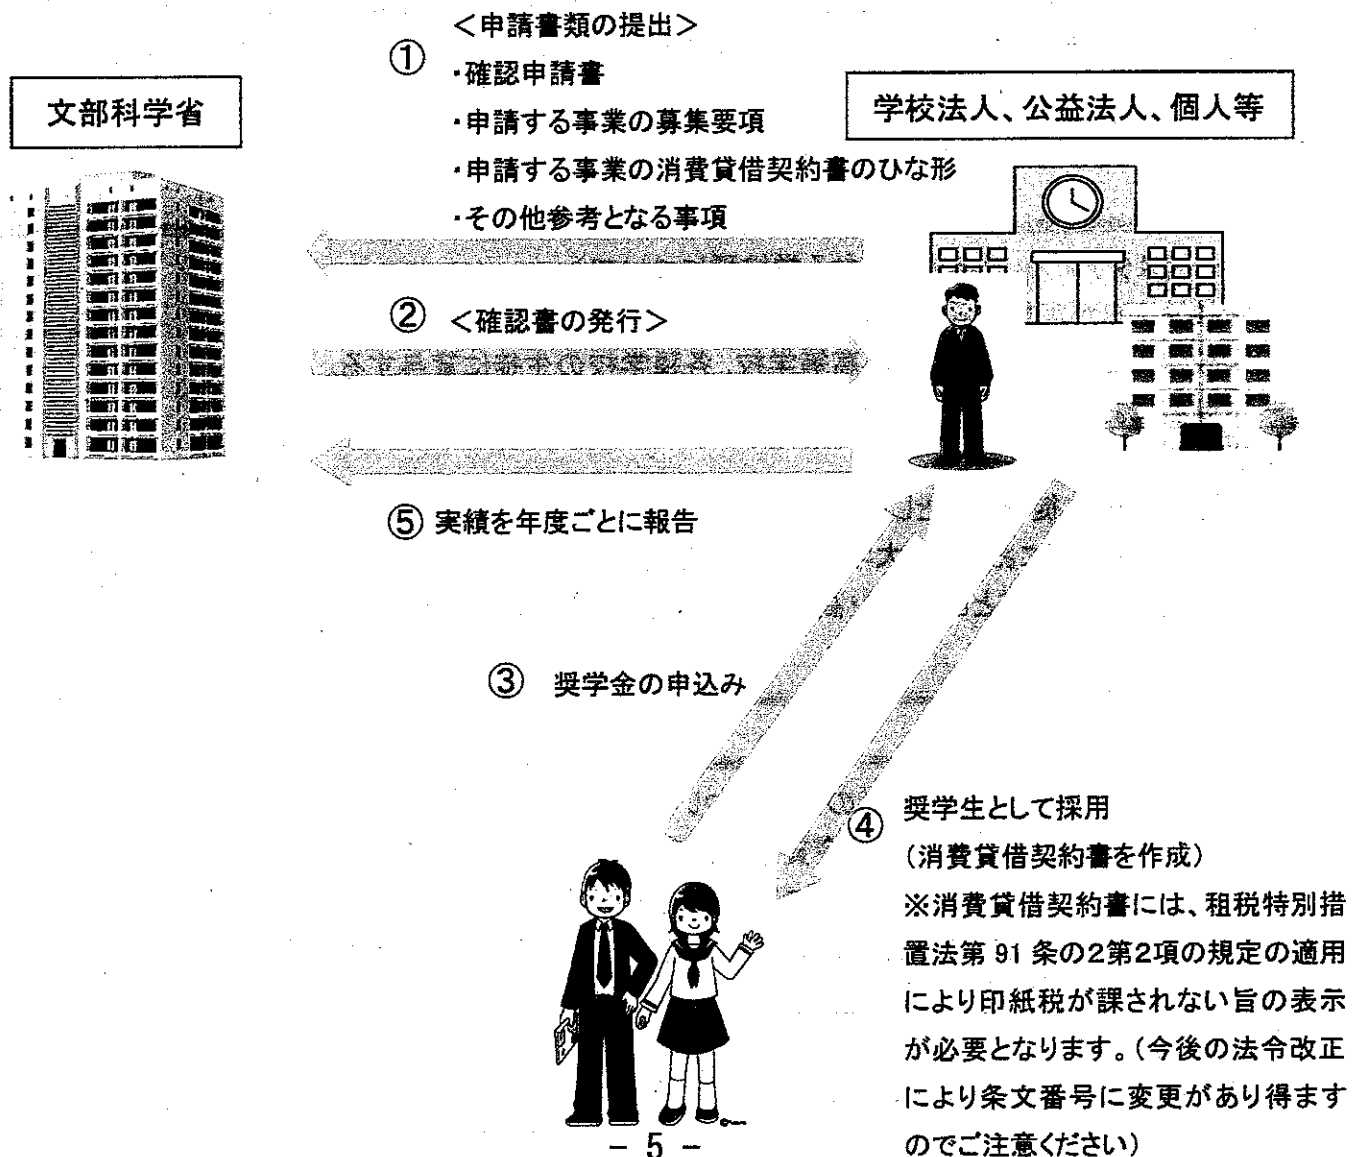 ＜申請書類の提出＞
①
・確認申請書
・申請する事業の募集要項
・申請する事業の消費貸借契約書のひな形
・その他参考となる事項
文部科学省
学校法人、公益法人、個人等
② ＜確認書の発行＞
⑤ 実績を年度ごとに報告
③ 奨学金の申込み
④ 奨学生として採用
（消費貸借契約書を作成）
※消費貸借契約書には、租税特別措
置法第 91 条の2第2項の規定の適用
により印紙税が課されない旨の表示
が必要となります。（今後の法令改正
により条文番号に変更があり得ます
のでご注意ください）
－ 5 －